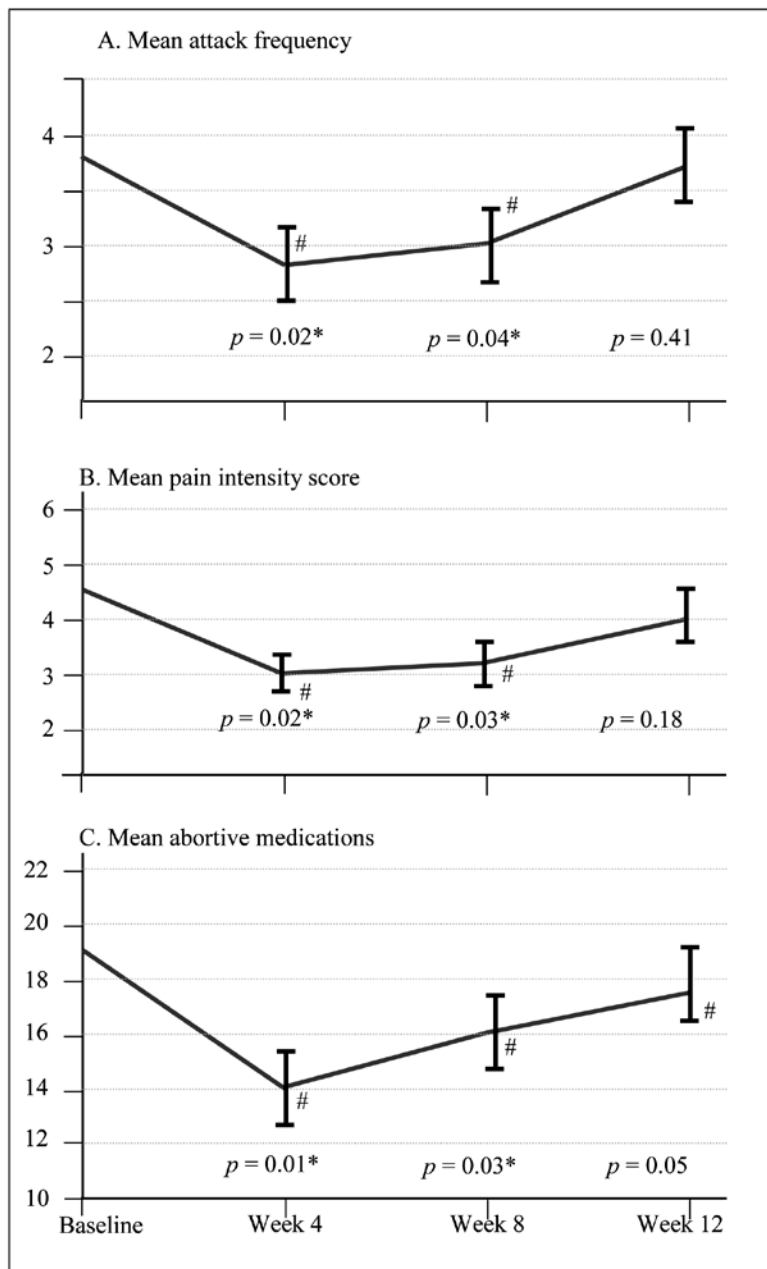 A. Mean attack frequency
4
#
#
3
p = 0.02*
p = 0.04*
p = 0.41
2
B. Mean pain intensity score
6
5
4
3
#
#
2
p = 0.02*
p = 0.03*
p = 0.18
C. Mean abortive medications
22
20
18
#
16
#
14
#
12
p = 0.01*
p = 0.03*
p = 0.05
10
Baseline
Week 4
Week 8
Week 12